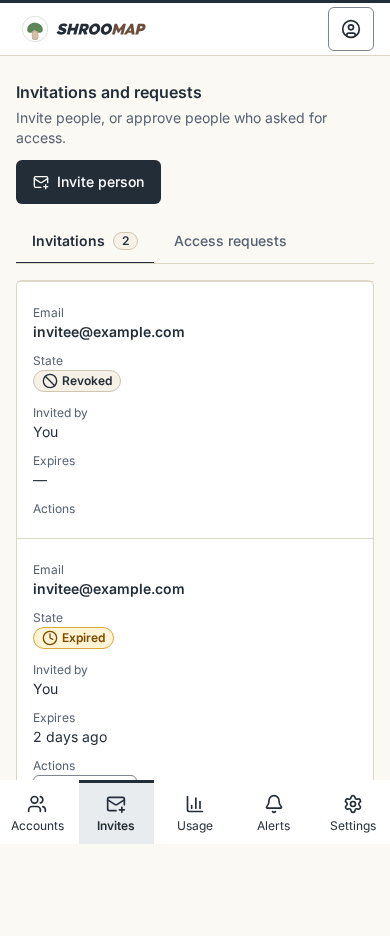 SHROOMAP
Invitations and requests
Invite people, or approve people who asked for
access.
Invite person
Invitations 2 Access requests
Email
invitee@example.com
State
Revoked
Invited by
You
Expires
—
Actions
Email
invitee@example.com
State
Expired
Invited by
You
Expires
2 days ago
Actions
Accounts Invites Usage Alerts Settings